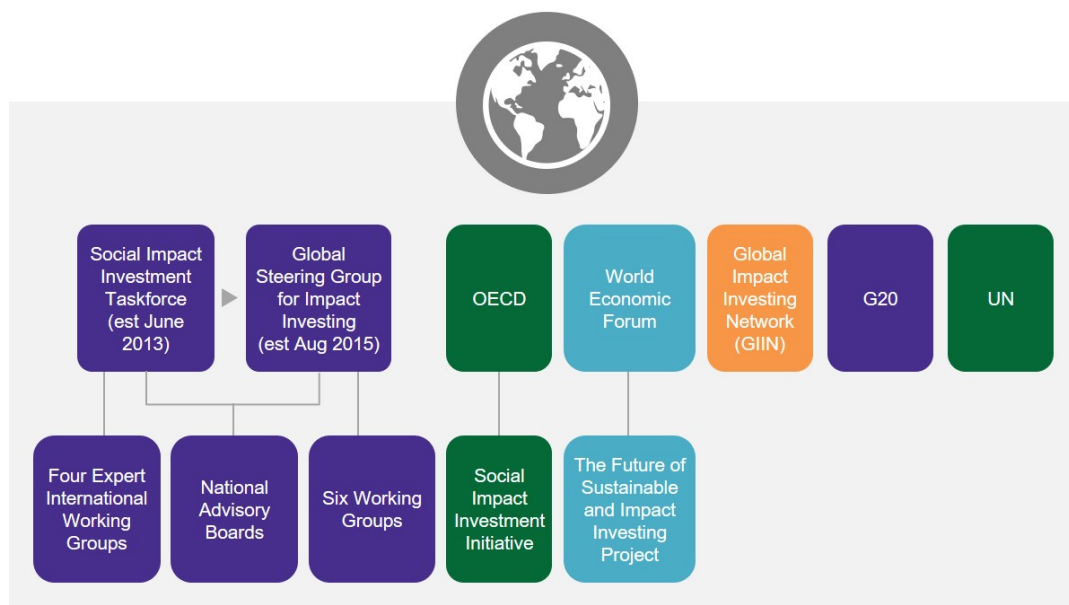 Social Impact
Investment
Taskforce
(est June
2013)
Global
Steering Group
for Impact
Investing
(est Aug 2015)
OECD
World
Economic
Forum
Global
Impact
Investing
Network
(GIIN)
G20
UN
Four Expert
International
Working
Groups
National
Advisory
Boards
Six Working
Groups
Social
Impact
Investment
Initiative
The Future of
Sustainable
and Impact
Investing
Project